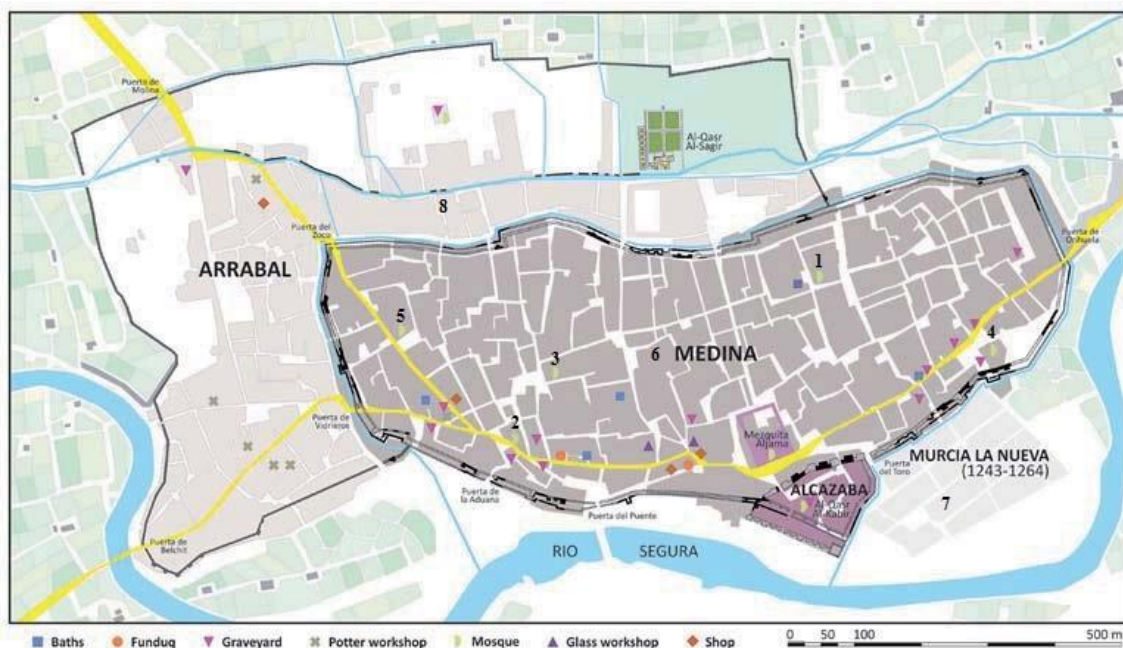 Puerta de
Molina
Al-Qasr
Al-Sagir
8
Puerta del
Zoco
Puerta de
Orihuela
ARRABAL
1
5
4
3
6
MEDINA
2
Puerta de
Vidrieros
Mezquita
Aljama
MURCIA LA NUEVA
(1243-1264)
Puerta
del Toro
ALCAZABA
Al-Qasr
Al-Kabir
7
Puerta de
la Aduana
Puerta del Puente
Puerta de
Belchit
RIO SEGURA
Baths Funduq Graveyard Potter workshop Mosque Glass workshop Shop
0 50 100 500 m